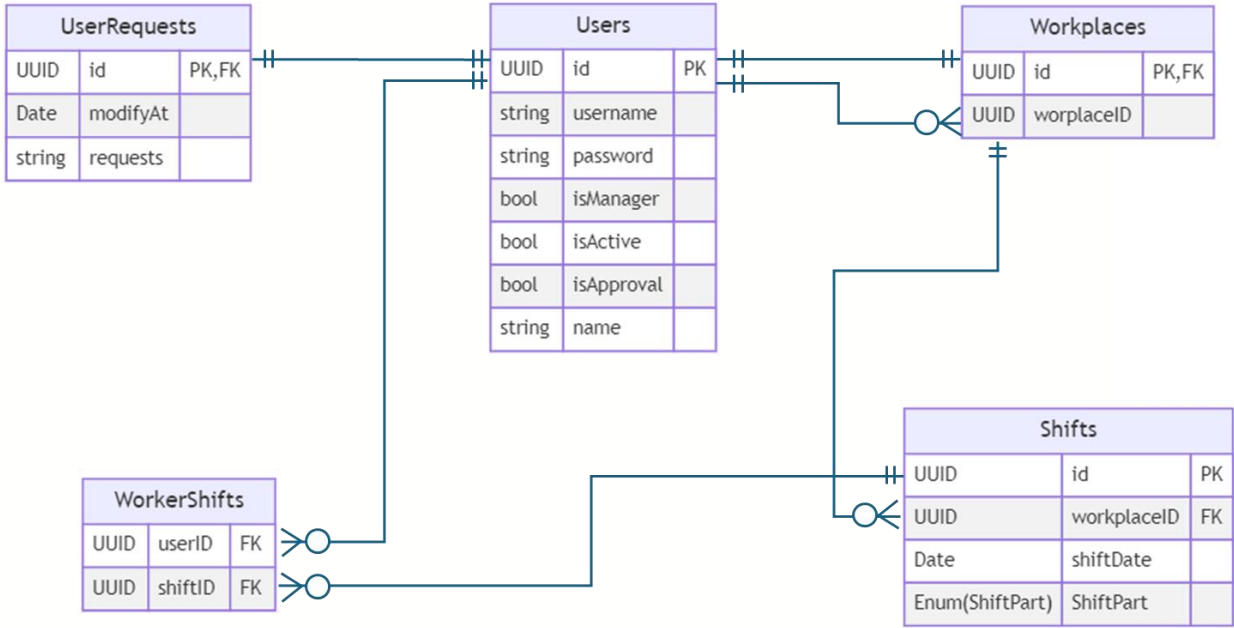 UserRequests
UUID id PK,FK
Date modifyAt
string requests
Users
UUID id PK
string username
string password
bool isManager
bool isActive
bool isApproval
string name
Workplaces
UUID id PK,FK
UUID worplaceID
WorkerShifts
UUID userID FK
UUID shiftID FK
Shifts
UUID id PK
UUID workplaceID FK
Date shiftDate
Enum(ShiftPart) ShiftPart